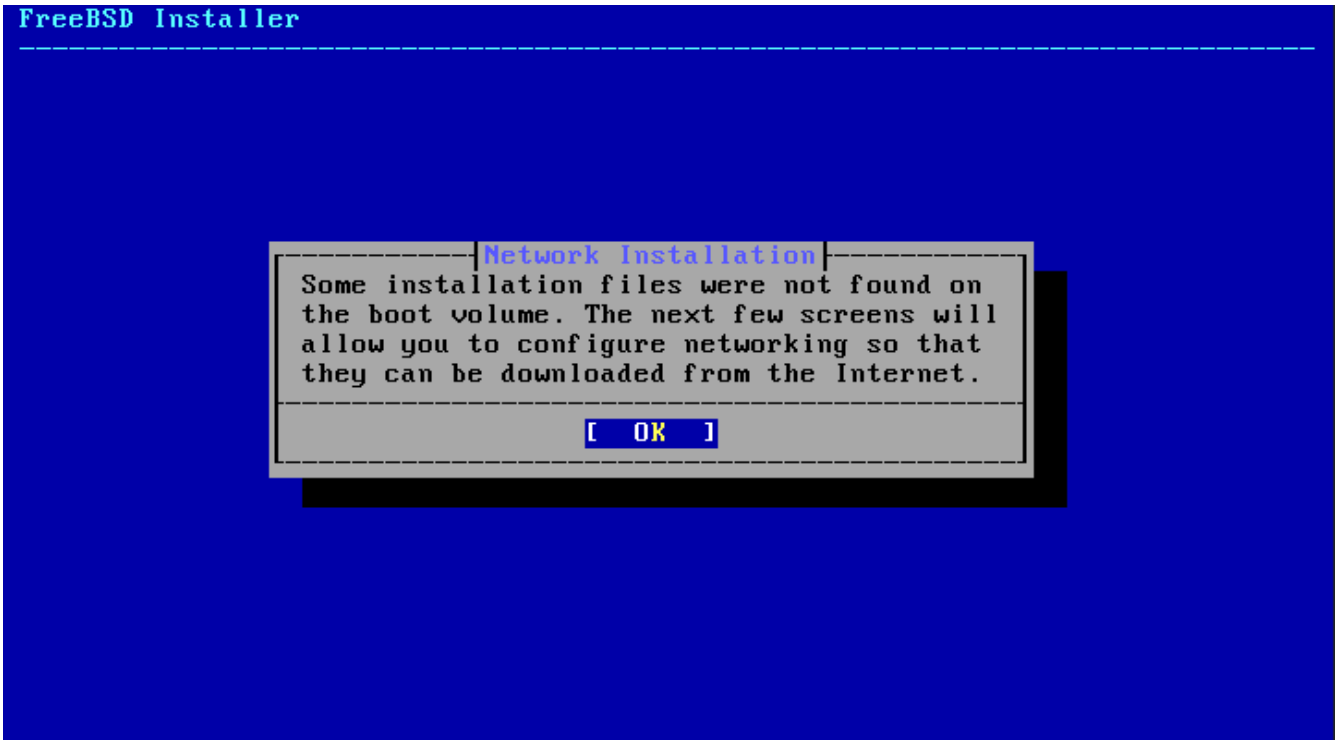 FreeBSD Installer
Network Installation
Some installation files were not found on
the boot volume. The next few screens will
allow you to configure networking so that
they can be downloaded from the Internet.
[  OK  ]